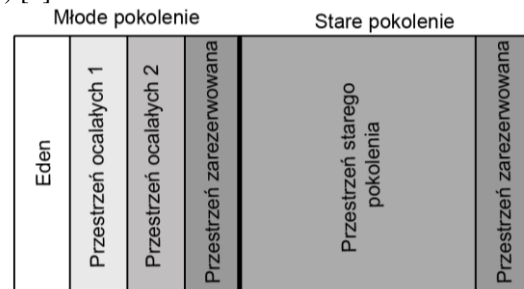 Młode pokolenie
Stare pokolenie
Eden
Przestrzeń ocalałych 1
Przestrzeń ocalałych 2
Przestrzeń zarezerwowana
Przestrzeń starego
pokolenia
Przestrzeń zarezerwowana